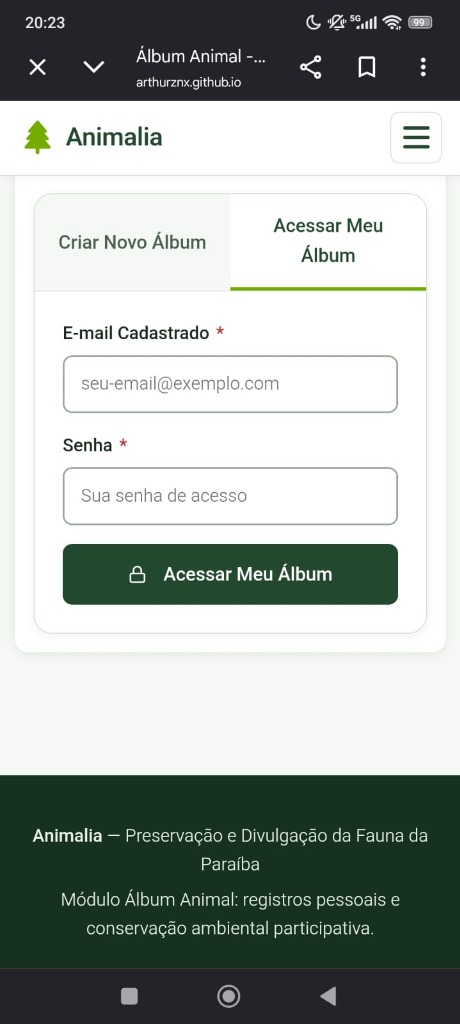 20:23
5G
99
Álbum Animal -...
arthurznx.github.io
Animalia
Criar Novo Álbum
Acessar Meu
Álbum
E-mail Cadastrado *
seu-email@exemplo.com
Senha *
Sua senha de acesso
Acessar Meu Álbum
Animalia — Preservação e Divulgação da Fauna da
Paraíba
Módulo Álbum Animal: registros pessoais e
conservação ambiental participativa.